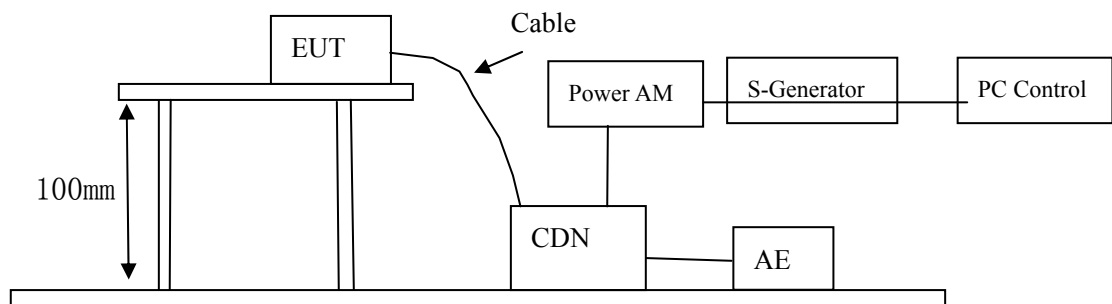 Cable
EUT
Power AM
S-Generator
PC Control
100mm
CDN
AE